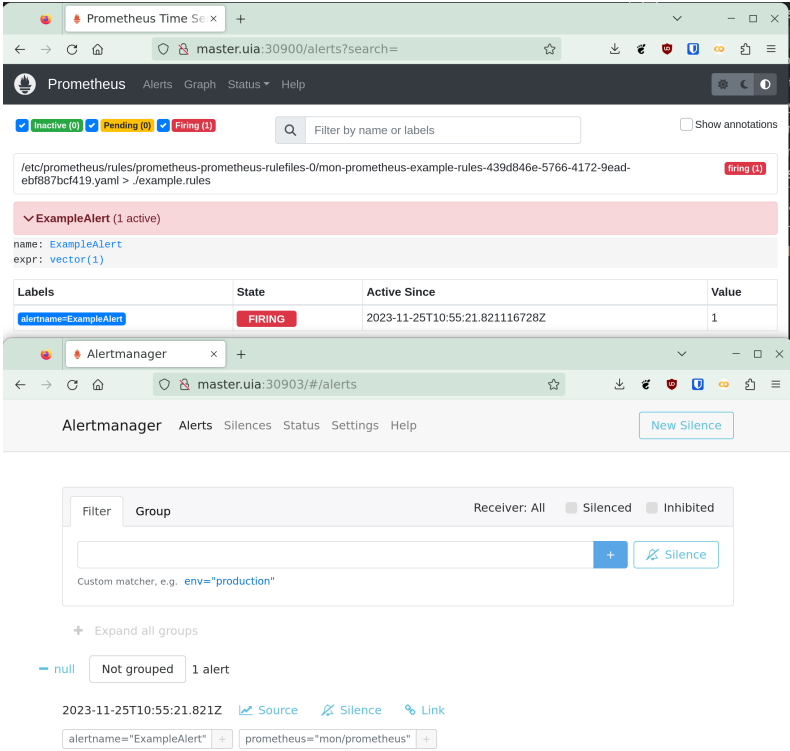 Prometheus Time Se
master.uia:30900/alerts?search=
Prometheus Alerts Graph Status Help
Inactive (0) Pending (0) Firing (1) Filter by name or labels Show annotations
/etc/prometheus/rules/prometheus-prometheus-rulefiles-0/mon-prometheus-example-rules-439d846e-5766-4172-9ead-
ebf887bcf419.yaml > ./example.rules
firing (1)
ExampleAlert (1 active)
name: ExampleAlert
expr: vector(1)
Labels State Active Since Value
alertname=ExampleAlert FIRING 2023-11-25T10:55:21.821116728Z 1
Alertmanager
master.uia:30903/#/alerts
Alertmanager Alerts Silences Status Settings Help New Silence
Filter Group Receiver: All Silenced Inhibited
+ Silence
Custom matcher, e.g. env="production"
+ Expand all groups
null Not grouped 1 alert
2023-11-25T10:55:21.821Z Source Silence Link
alertname="ExampleAlert" + prometheus="mon/prometheus" +